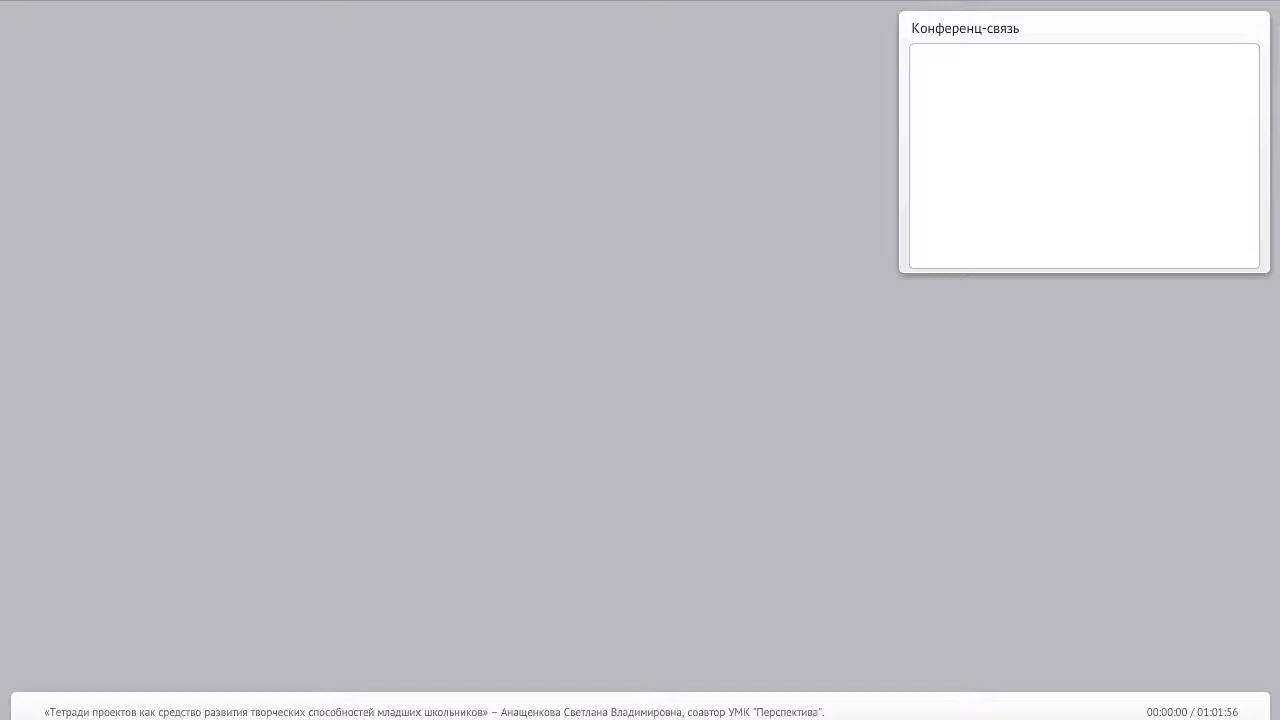 Конференц-связь
«Тетради проектов как средство развития творческих способностей младших школьников» – Анащенкова Светлана Владимировна, соавтор УМК "Перспектива".
00:00:00 / 01:01:56